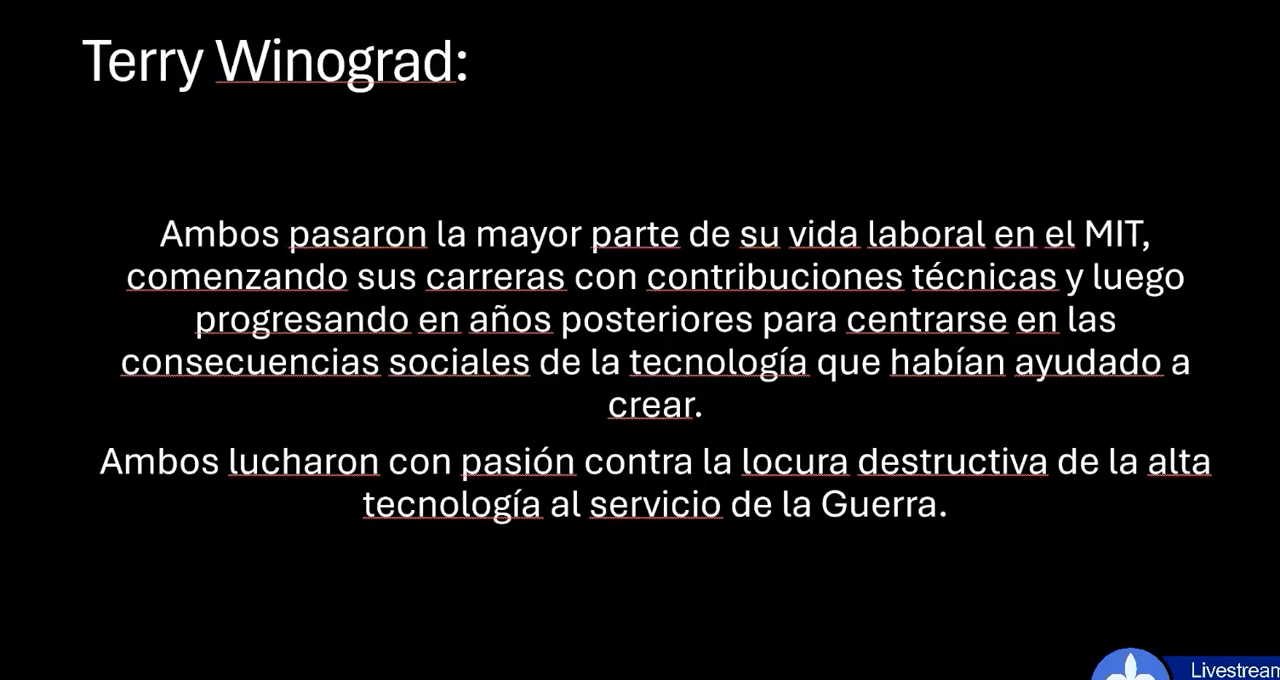 Terry Winograd:
Ambos pasaron la mayor parte de su vida laboral en el MIT,
comenzando sus carreras con contribuciones técnicas y luego
progresando en años posteriores para centrarse en las
consecuencias sociales de la tecnología que habían ayudado a
crear.
Ambos lucharon con pasión contra la locura destructiva de la alta
tecnología al servicio de la Guerra.
Livestream